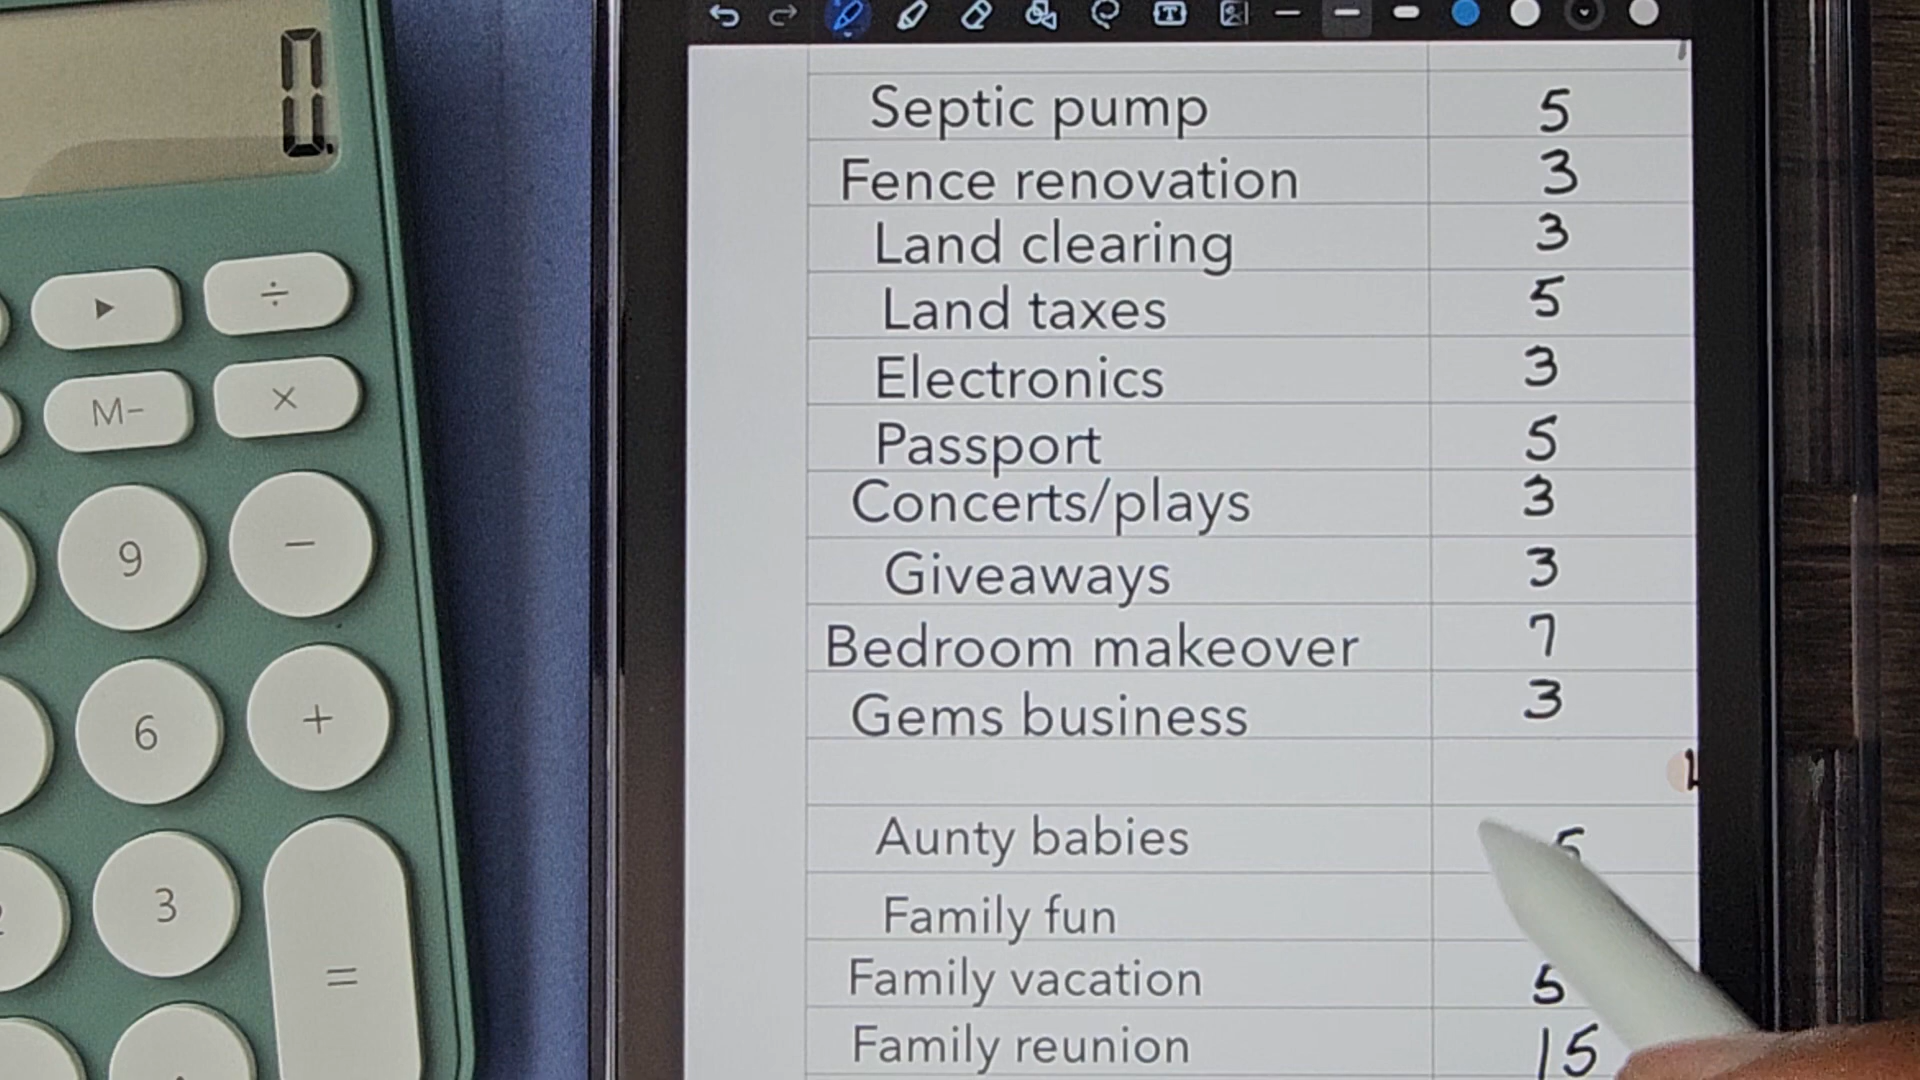 0.
Septic pump 5
Fence renovation 3
Land clearing 3
Land taxes 5
Electronics 3
Passport 5
Concerts/plays 3
Giveaways 3
Bedroom makeover 7
Gems business 3
Aunty babies 5
Family fun
Family vacation 5
Family reunion 15
÷
M− ×
9 −
6 +
3 =
T